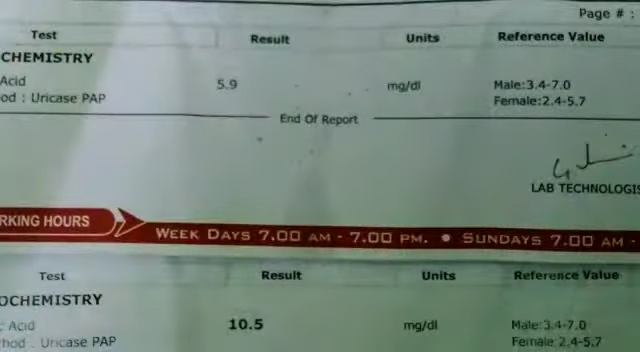 Page # :
Test Result Units Reference Value
CHEMISTRY
Acid 5.9 mg/dl Male:3.4-7.0
od : Uricase PAP Female:2.4-5.7
End Of Report
LAB TECHNOLOGIS
RKING HOURS
WEEK DAYS 7.00 AM - 7.00 PM. • SUNDAYS 7.00 AM -
Test Result Units Reference Value
OCHEMISTRY
c Acid 10.5 mg/dl Male:3.4-7.0
hod . Uricase PAP Female:2.4-5.7